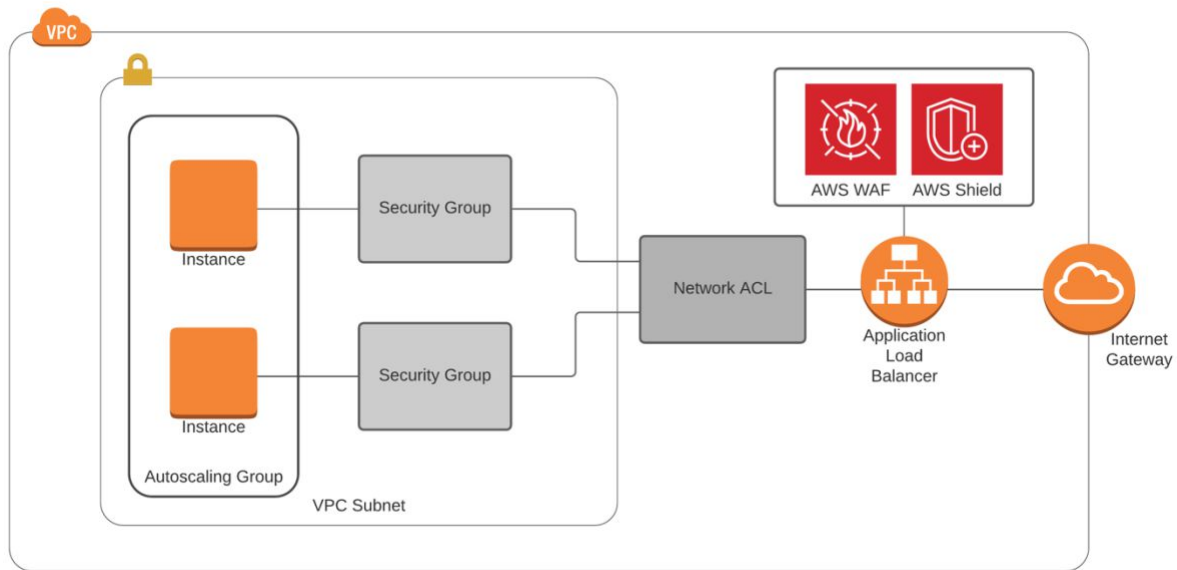 VPC
AWS WAF
AWS Shield
Security Group
Instance
Network ACL
Application
Load
Balancer
Internet
Gateway
Security Group
Instance
Autoscaling Group
VPC Subnet